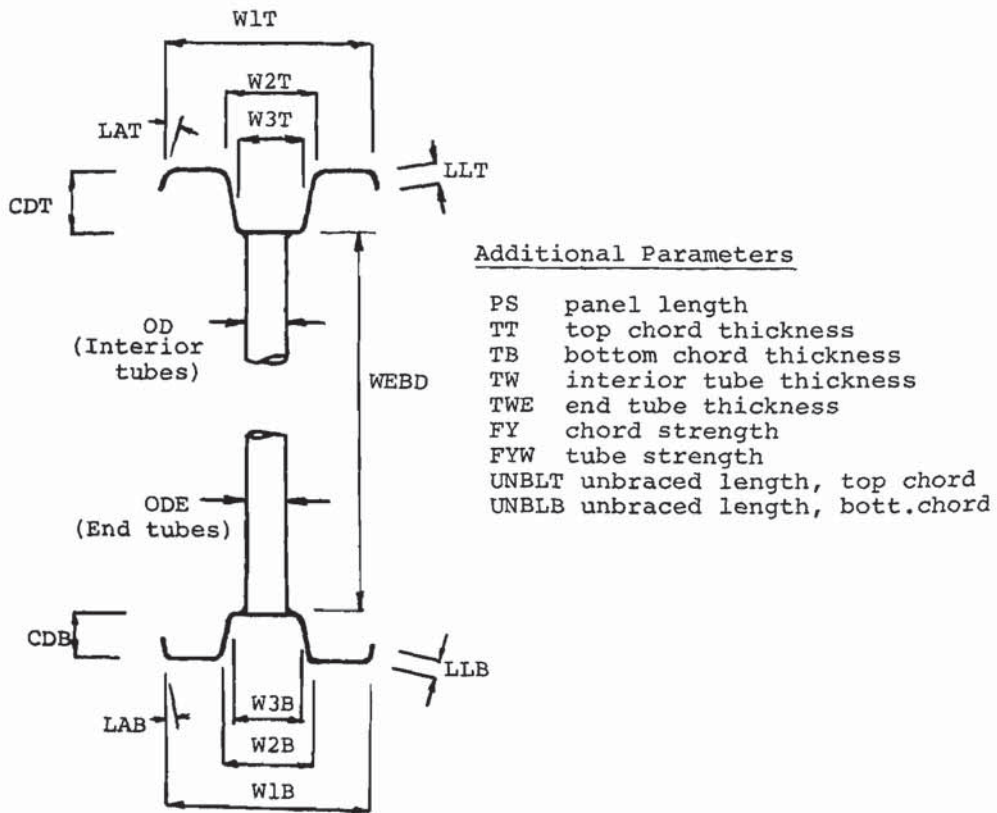 W1T
W2T
W3T
LAT
LLT
CDT
Additional Parameters
PS panel length
TT top chord thickness
TB bottom chord thickness
TW interior tube thickness
TWE end tube thickness
FY chord strength
FYW tube strength
UNBLT unbraced length, top chord
UNBLB unbraced length, bott.chord
OD
(Interior
tubes)
WEBD
ODE
(End tubes)
CDB
LLB
LAB
W3B
W2B
W1B